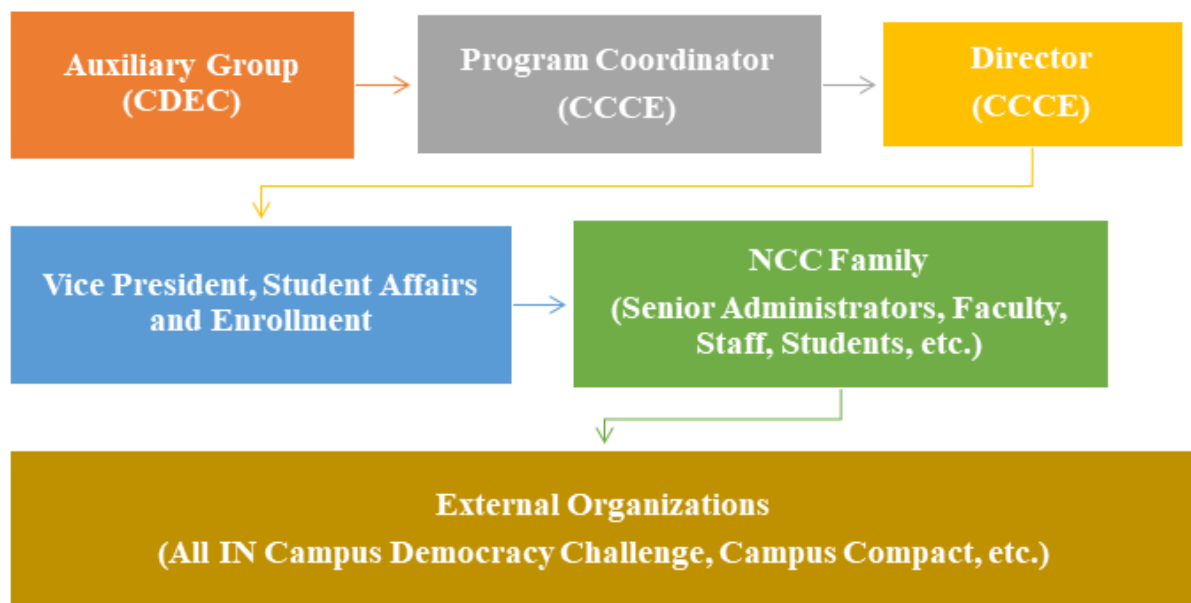 Auxiliary Group
(CDEC)
Program Coordinator
(CCCE)
Director
(CCCE)
Vice President, Student Affairs
and Enrollment
NCC Family
(Senior Administrators, Faculty,
Staff, Students, etc.)
External Organizations
(All IN Campus Democracy Challenge, Campus Compact, etc.)